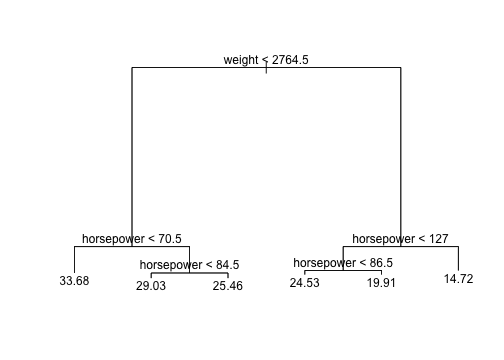 weight < 2764.5
horsepower < 70.5
horsepower < 127
horsepower < 84.5
horsepower < 86.5
33.68
29.03
25.46
24.53
19.91
14.72